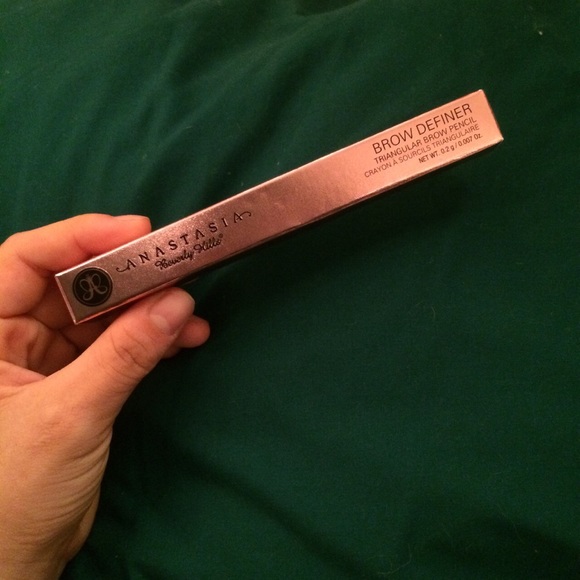 ANASTASIA
Beverly Hills®
BROW DEFINER
TRIANGULAR BROW PENCIL
CRAYON À SOURCILS TRIANGULAIRE
NET WT. 0.2 g / 0.007 Oz.